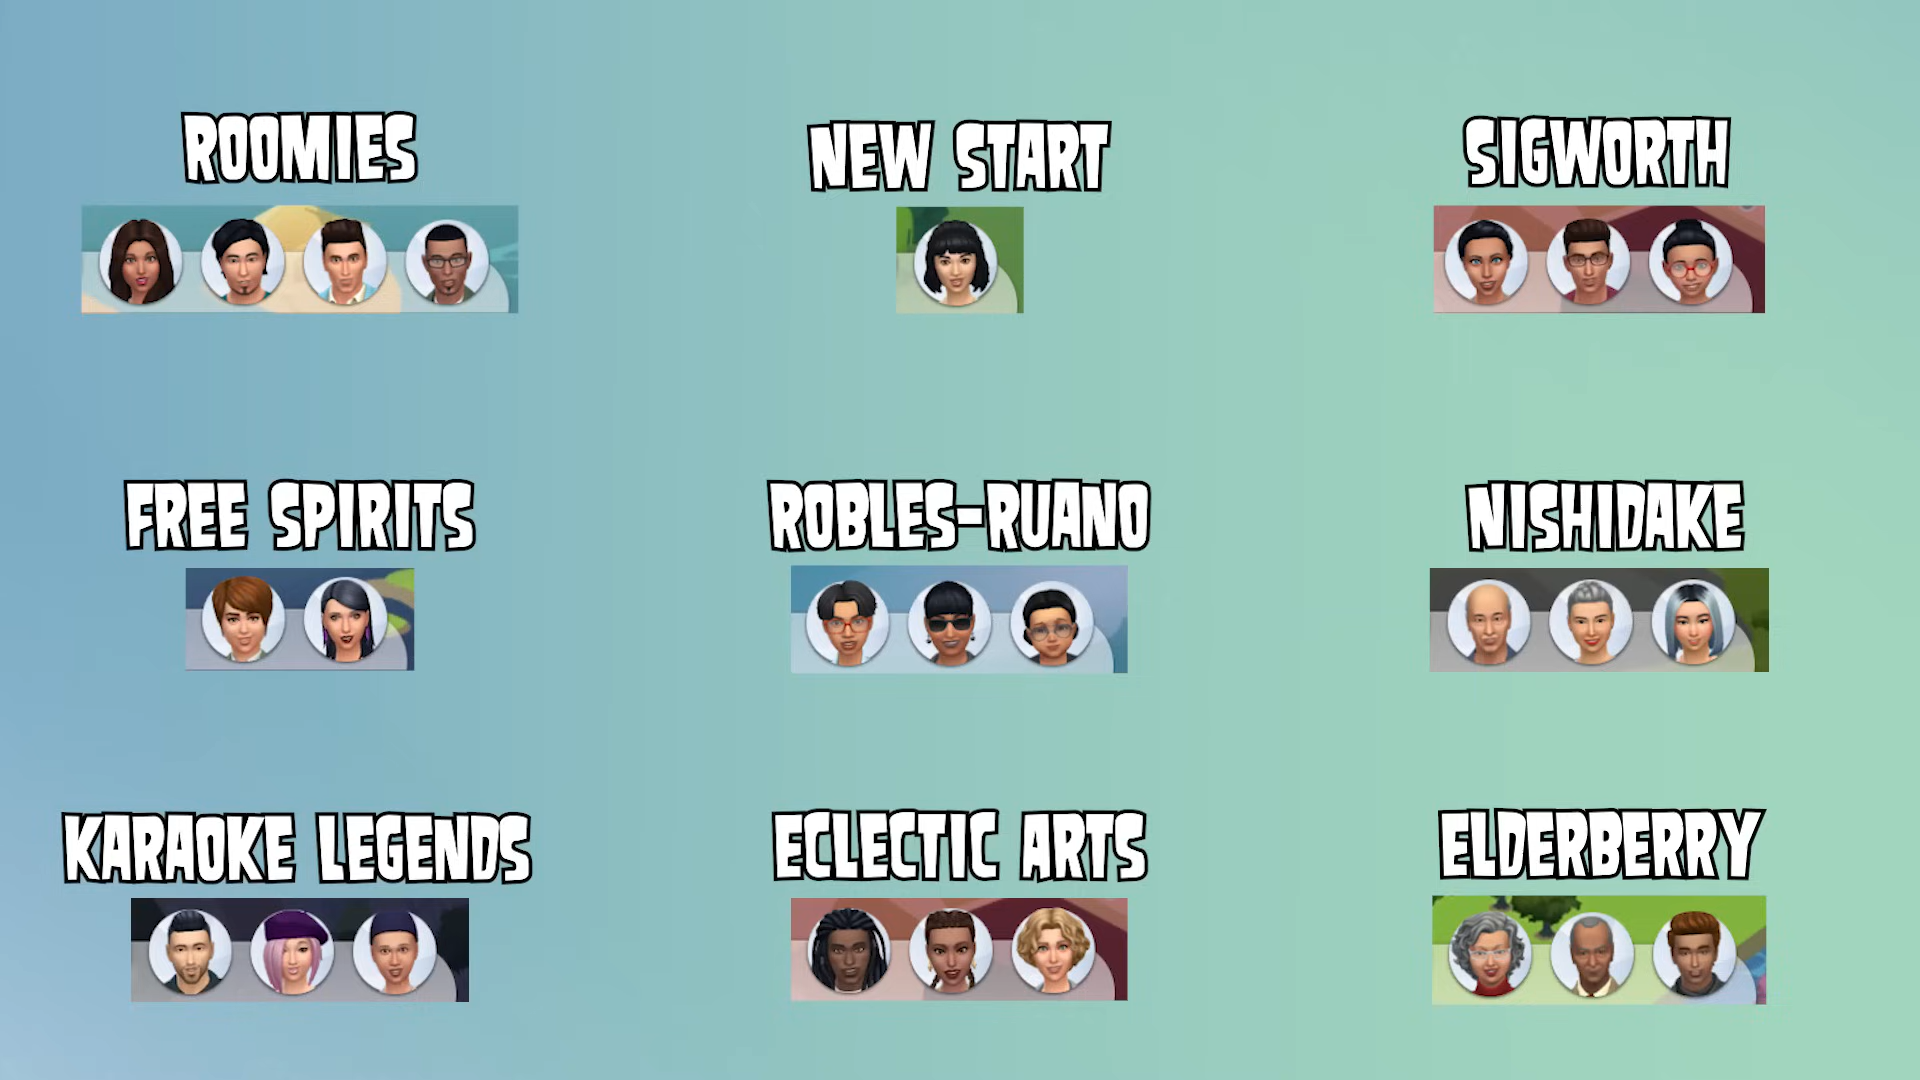 ROOMIES
NEW START
SIGWORTH
FREE SPIRITS
ROBLES-RUANO
NISHIDAKE
KARAOKE LEGENDS
ECLECTIC ARTS
ELDERBERRY